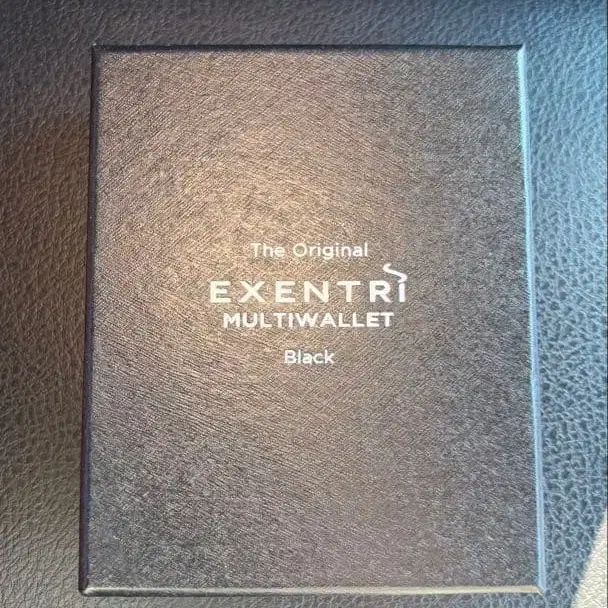 The Original
EXENTRI
MULTIWALLET
Black